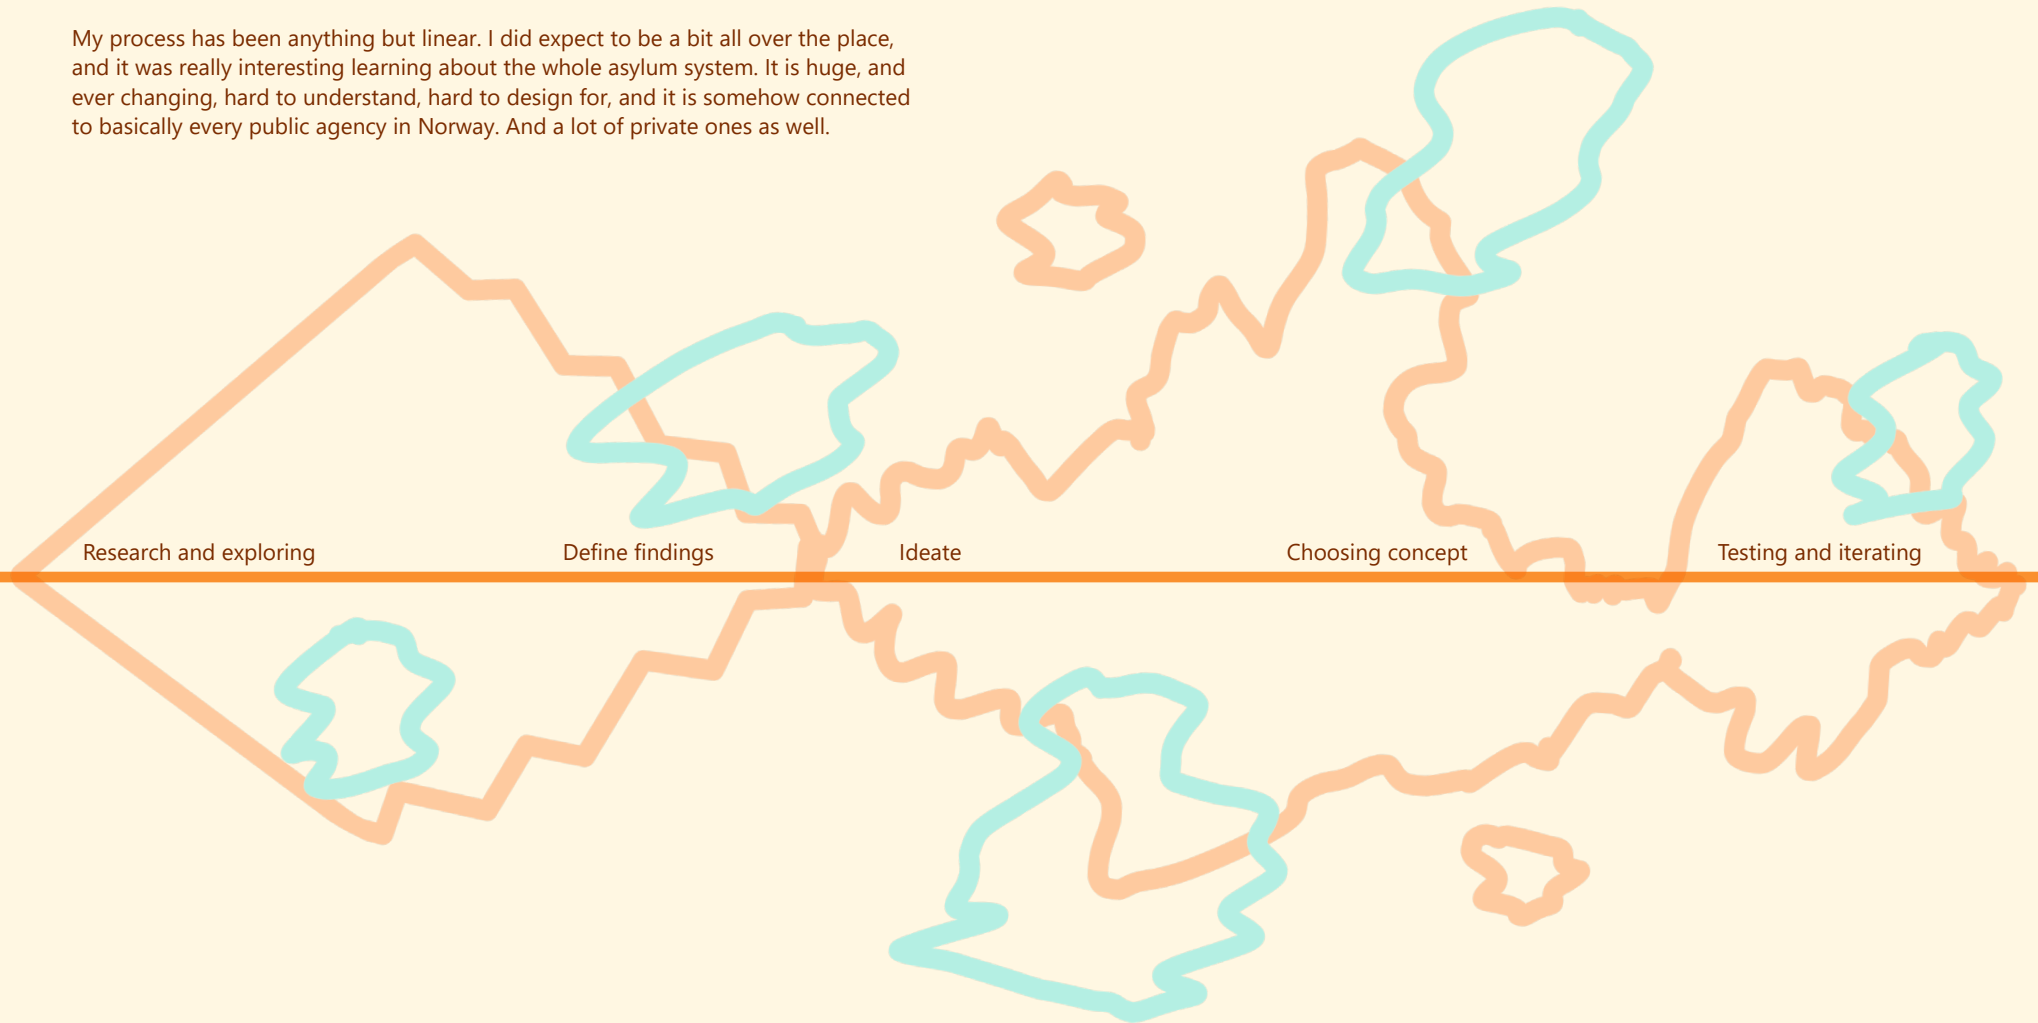 My process has been anything but linear. I did expect to be a bit all over the place,
and it was really interesting learning about the whole asylum system. It is huge, and
ever changing, hard to understand, hard to design for, and it is somehow connected
to basically every public agency in Norway. And a lot of private ones as well.
Research and exploring
Define findings
Ideate
Choosing concept
Testing and iterating